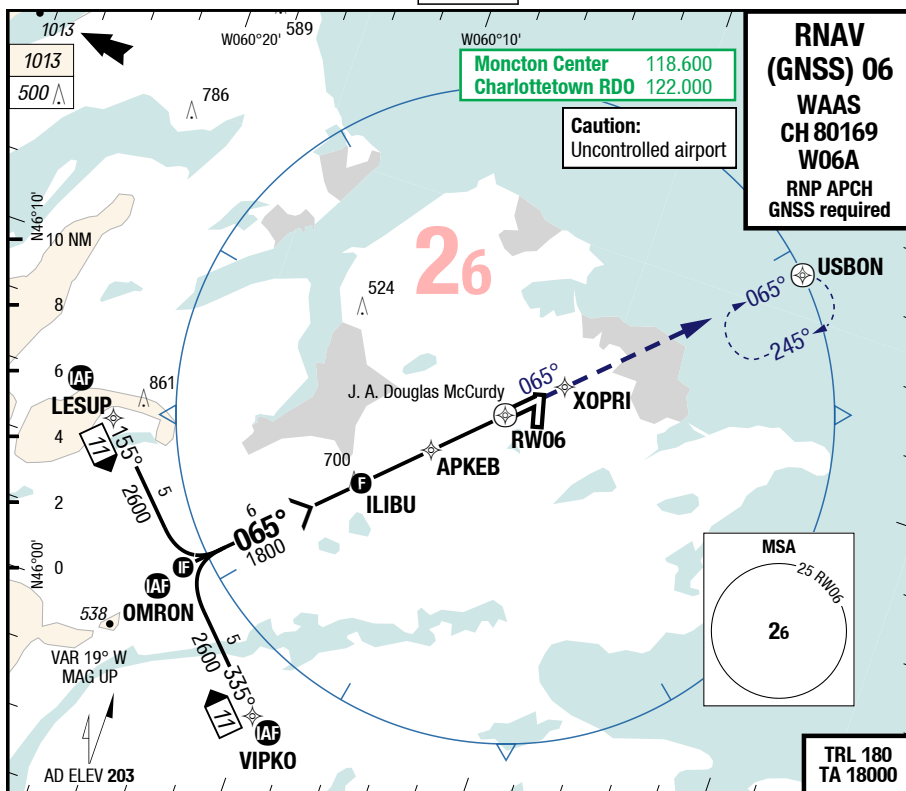 1013
589
W060°20'
W060°10'
1013
500
786
Moncton Center 118.600
Charlottetown RDO 122.000
Caution:
Uncontrolled airport
RNAV
(GNSS) 06
WAAS
CH 80169
W06A
RNP APCH
GNSS required
N46°10'
10 NM
26
USBON
065°
245°
8
524
6
IAF
LESUP
861
J. A. Douglas McCurdy
065°
XOPRI
RW06
4
11
155°
5
2600
APKEB
700
F
ILIBU
2
6
065°
1800
N46°00'
0
IF
IAF
OMRON
MSA
25 RW06
26
538
5
2600
335°
VAR 19° W
MAG UP
11
IAF
VIPKO
AD ELEV 203
TRL 180
TA 18000